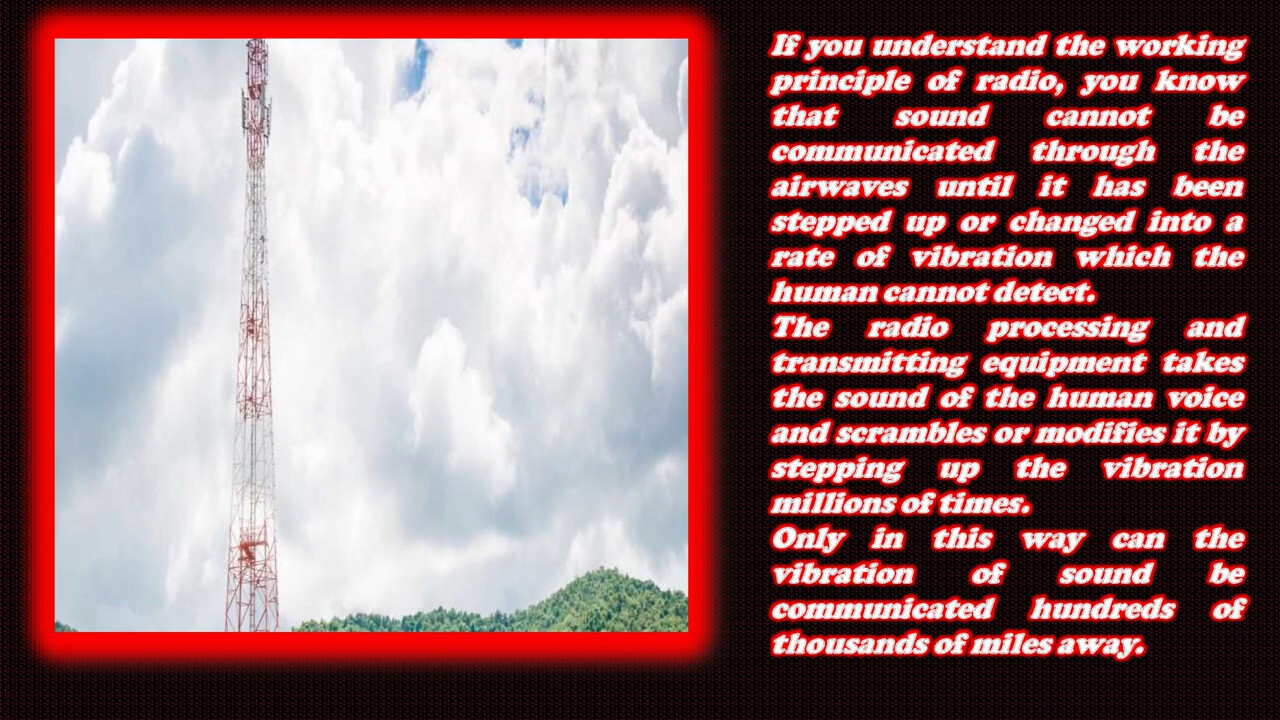 If you understand the working
principle of radio, you know
that sound cannot be
communicated through the
airwaves until it has been
stepped up or changed into a
rate of vibration which the
human cannot detect.
The radio processing and
transmitting equipment takes
the sound of the human voice
and scrambles or modifies it by
stepping up the vibration
millions of times.
Only in this way can the
vibration of sound be
communicated hundreds of
thousands of miles away.